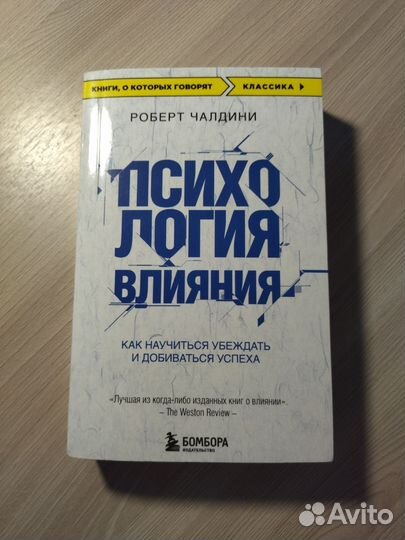 КНИГИ, О КОТОРЫХ ГОВОРЯТ КЛАССИКА
РОБЕРТ ЧАЛДИНИ
ПСИХО
ЛОГИЯ
ВЛИЯНИЯ
КАК НАУЧИТЬСЯ УБЕЖДАТЬ
И ДОБИВАТЬСЯ УСПЕХА
«Лучшая из когда-либо изданных книг о влиянии».
– The Weston Review –
БОМБОРА
ИЗДАТЕЛЬСТВО
Avito